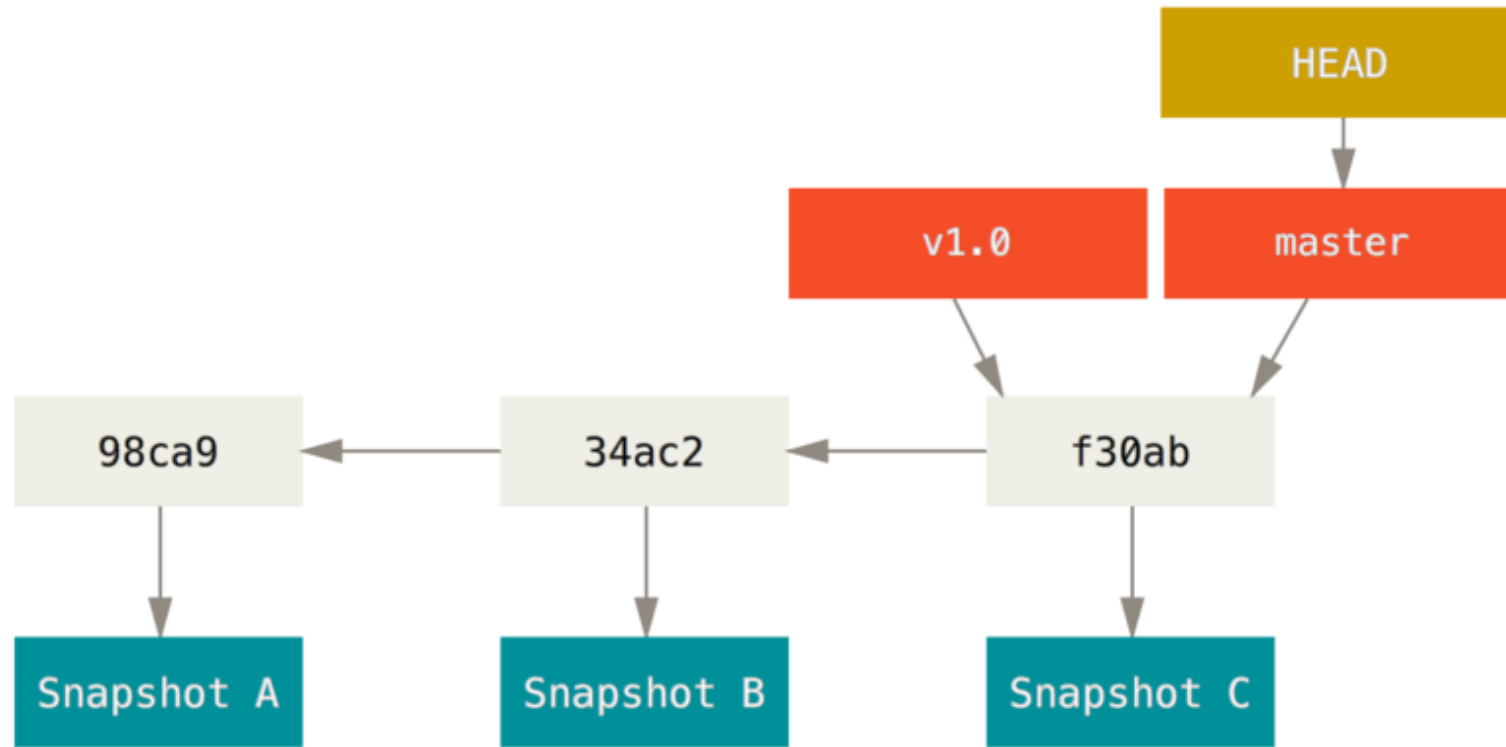 HEAD
v1.0
master
98ca9
34ac2
f30ab
Snapshot A
Snapshot B
Snapshot C